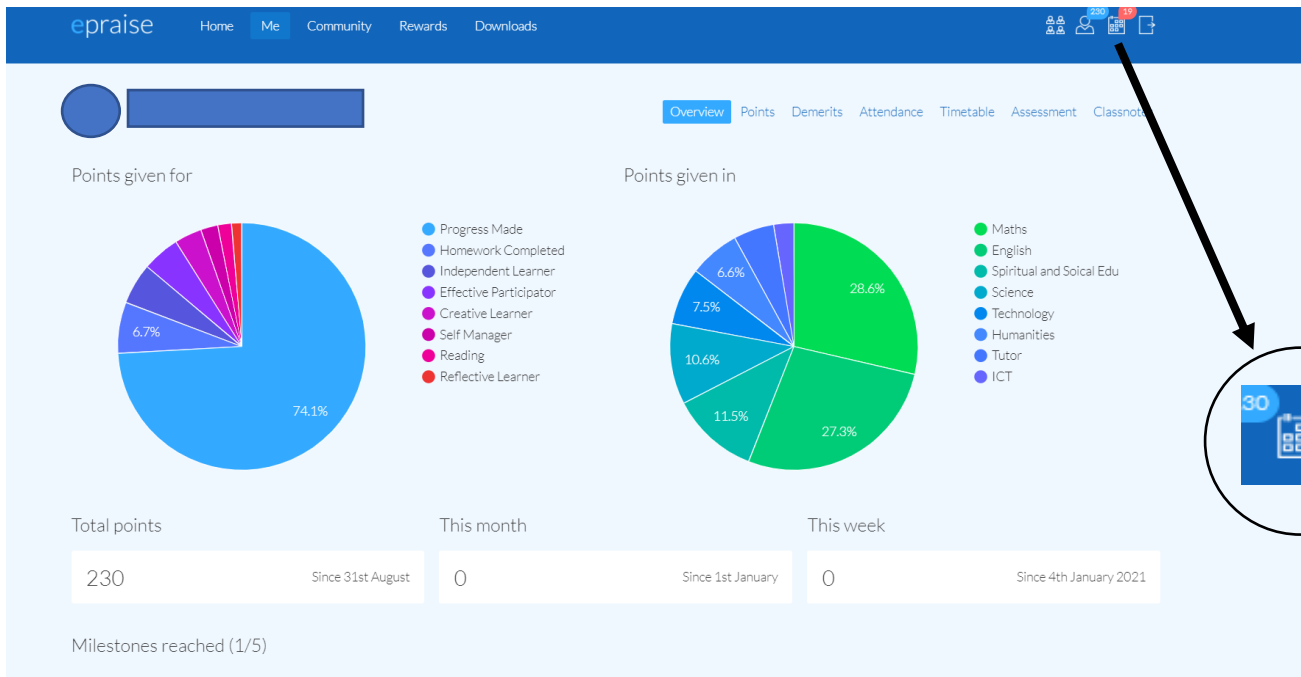 epraise Home Me Community Rewards Downloads 230 19
Overview Points Demerits Attendance Timetable Assessment
Points given for
74.1%
6.7%
Progress Made
Homework Completed
Independent Learner
Effective Participator
Creative Learner
Self Manager
Reading
Reflective Learner
Points given in
28.6%
27.3%
11.5%
10.6%
7.5%
6.6%
Maths
English
Spiritual and Soical Edu
Science
Technology
Humanities
Tutor
ICT
30
Total points
230 Since 31st August
This month
0 Since 1st January
This week
0 Since 4th January 2021
Milestones reached (1/5)